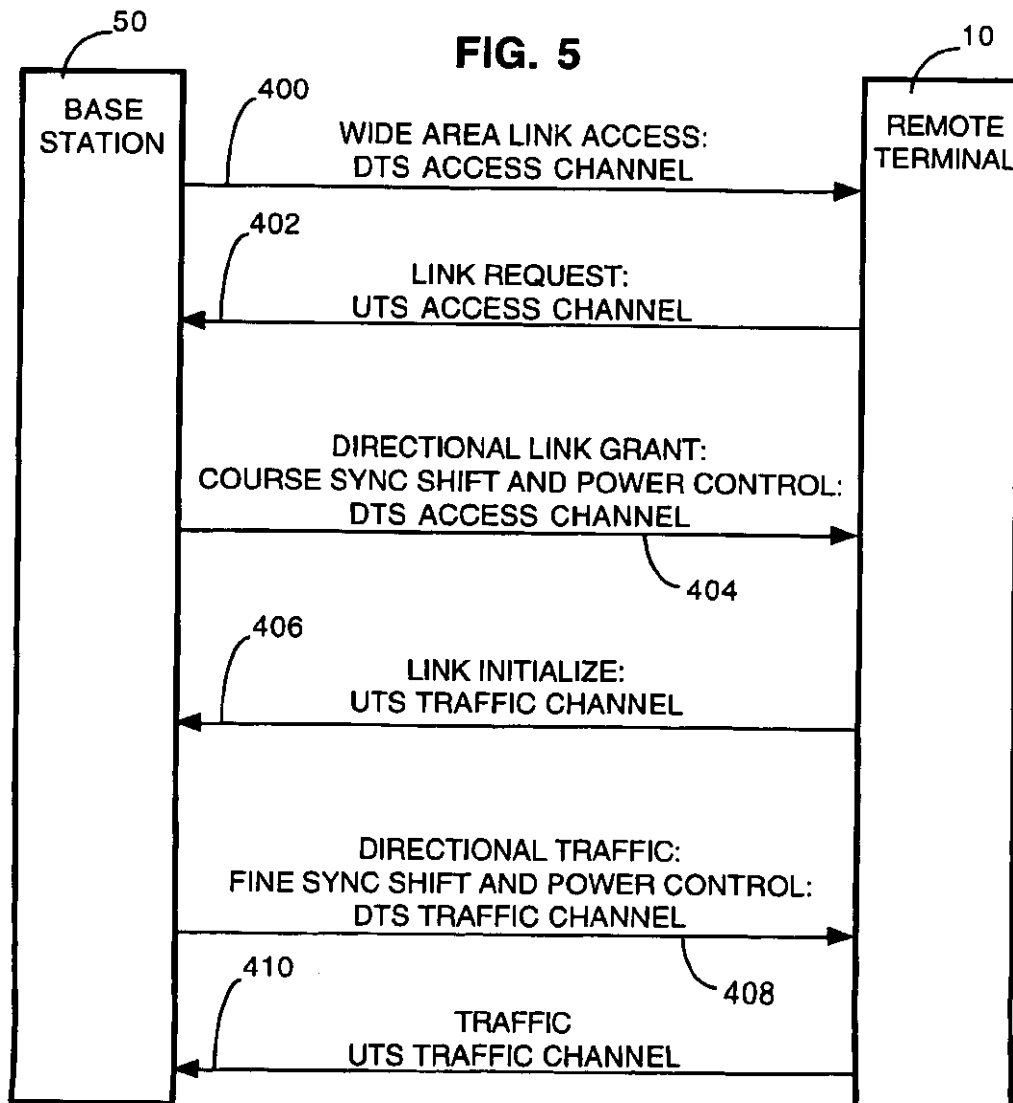 50
FIG. 5
10
BASE
STATION
400
WIDE AREA LINK ACCESS:
DTS ACCESS CHANNEL
REMOTE
TERMINAL
402
LINK REQUEST:
UTS ACCESS CHANNEL
DIRECTIONAL LINK GRANT:
COURSE SYNC SHIFT AND POWER CONTROL:
DTS ACCESS CHANNEL
404
406
LINK INITIALIZE:
UTS TRAFFIC CHANNEL
DIRECTIONAL TRAFFIC:
FINE SYNC SHIFT AND POWER CONTROL:
DTS TRAFFIC CHANNEL
408
410
TRAFFIC
UTS TRAFFIC CHANNEL